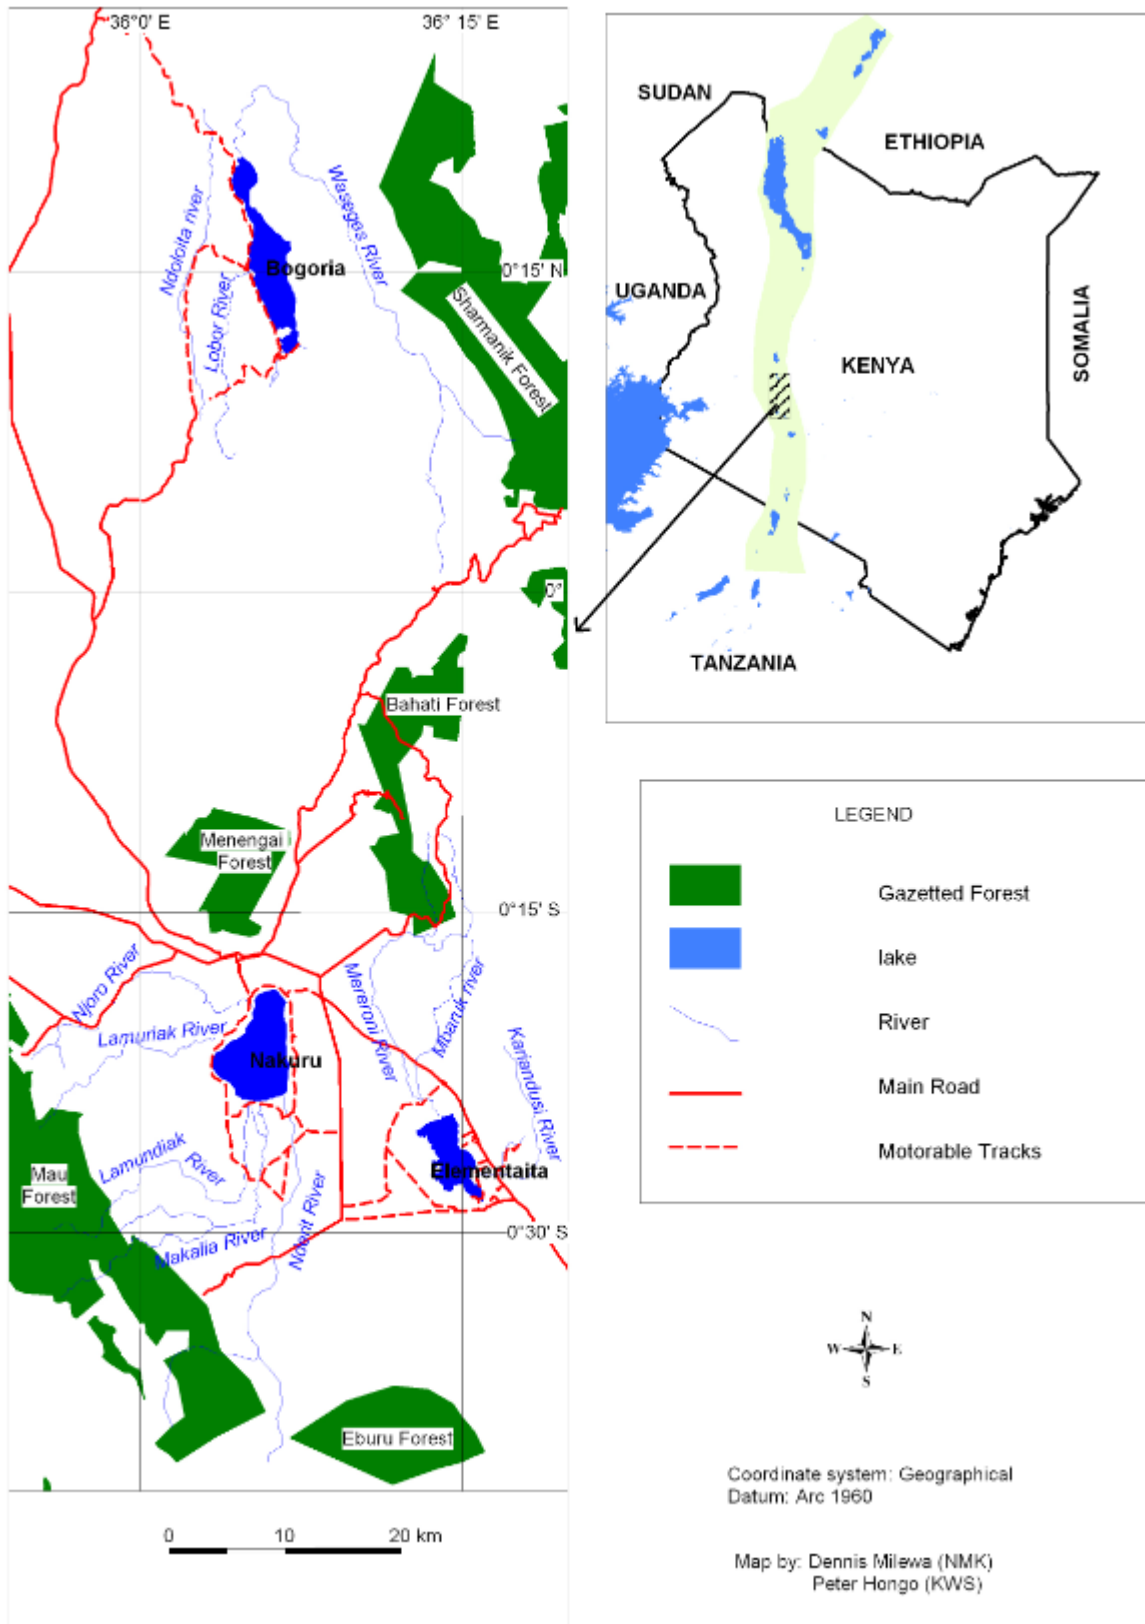 36°0' E
36° 15' E
Ndoloita river
Lobor River
Bogoria
Waseges River
0°15' N
Sharmanik Forest
0°
Bahati Forest
Menengai
Forest
0°15' S
Njoro River
Lamuriak River
Nakuru
Mereroni River
Mbaruk river
Kariandusi River
Elementaita
Mau
Forest
Lamundiak
River
Makalia River
Nderit River
0°30' S
Eburu Forest
0
10
20 km
SUDAN
ETHIOPIA
UGANDA
KENYA
SOMALIA
TANZANIA
LEGEND
Gazetted Forest
lake
River
Main Road
Motorable Tracks
N
W
E
S
Coordinate system: Geographical
Datum: Arc 1960
Map by: Dennis Milewa (NMK)
Peter Hongo (KWS)